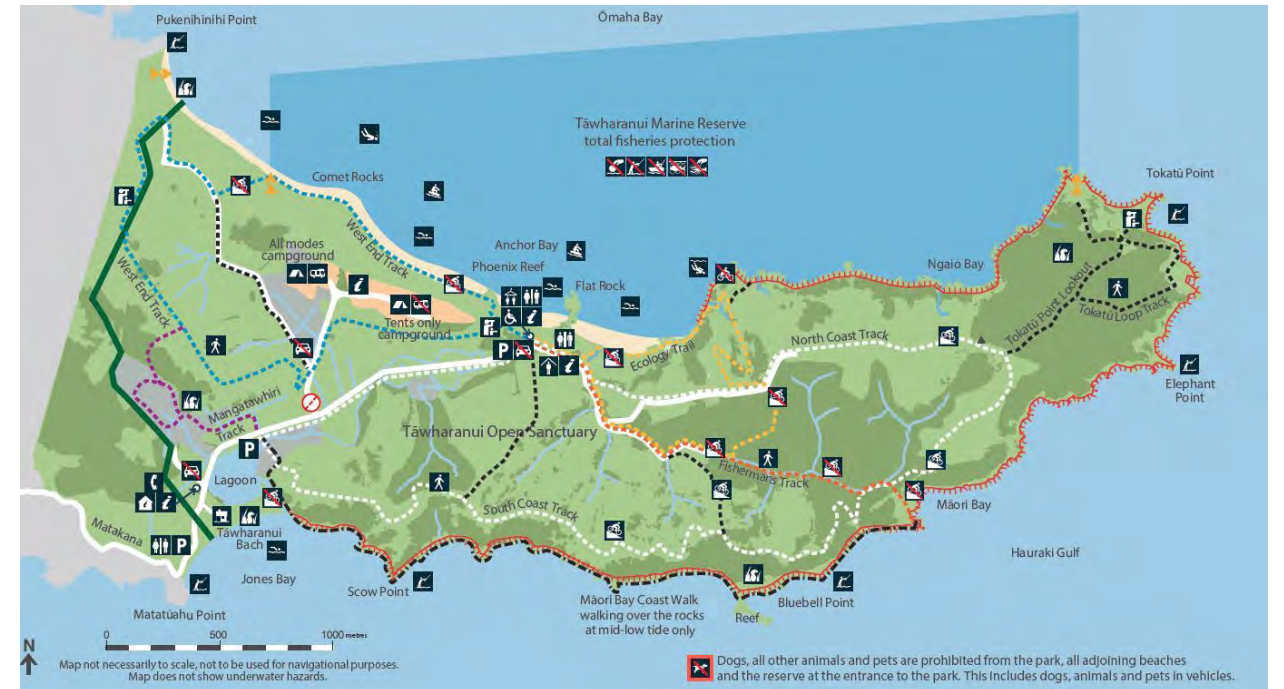 Pukenihinihi Point
Ōmaha Bay
Tāwharanui Marine Reserve
total fisheries protection
Comet Rocks
Tokatū Point
West End Track
All modes
campground
Anchor Bay
Phoenix Reef
Flat Rock
Ngaio Bay
West End Track
Tents only
campground
Tokatū Point Lookout
Tokatū Loop Track
North Coast Track
Ecology Trail
P
Elephant
Point
Mangatawhiri
Track
Tāwharanui Open Sanctuary
P
Fishermans Track
Lagoon
South Coast Track
Māori Bay
Matakana
P
Tāwharanui
Bach
Hauraki Gulf
Jones Bay
Scow Point
Māori Bay Coast Walk
walking over the rocks
at mid-low tide only
Reef
Bluebell Point
Matatūahu Point
N
0 500 1000 metres
Map not necessarily to scale, not to be used for navigational purposes.
Map does not show underwater hazards.
Dogs, all other animals and pets are prohibited from the park, all adjoining beaches
and the reserve at the entrance to the park. This includes dogs, animals and pets in vehicles.